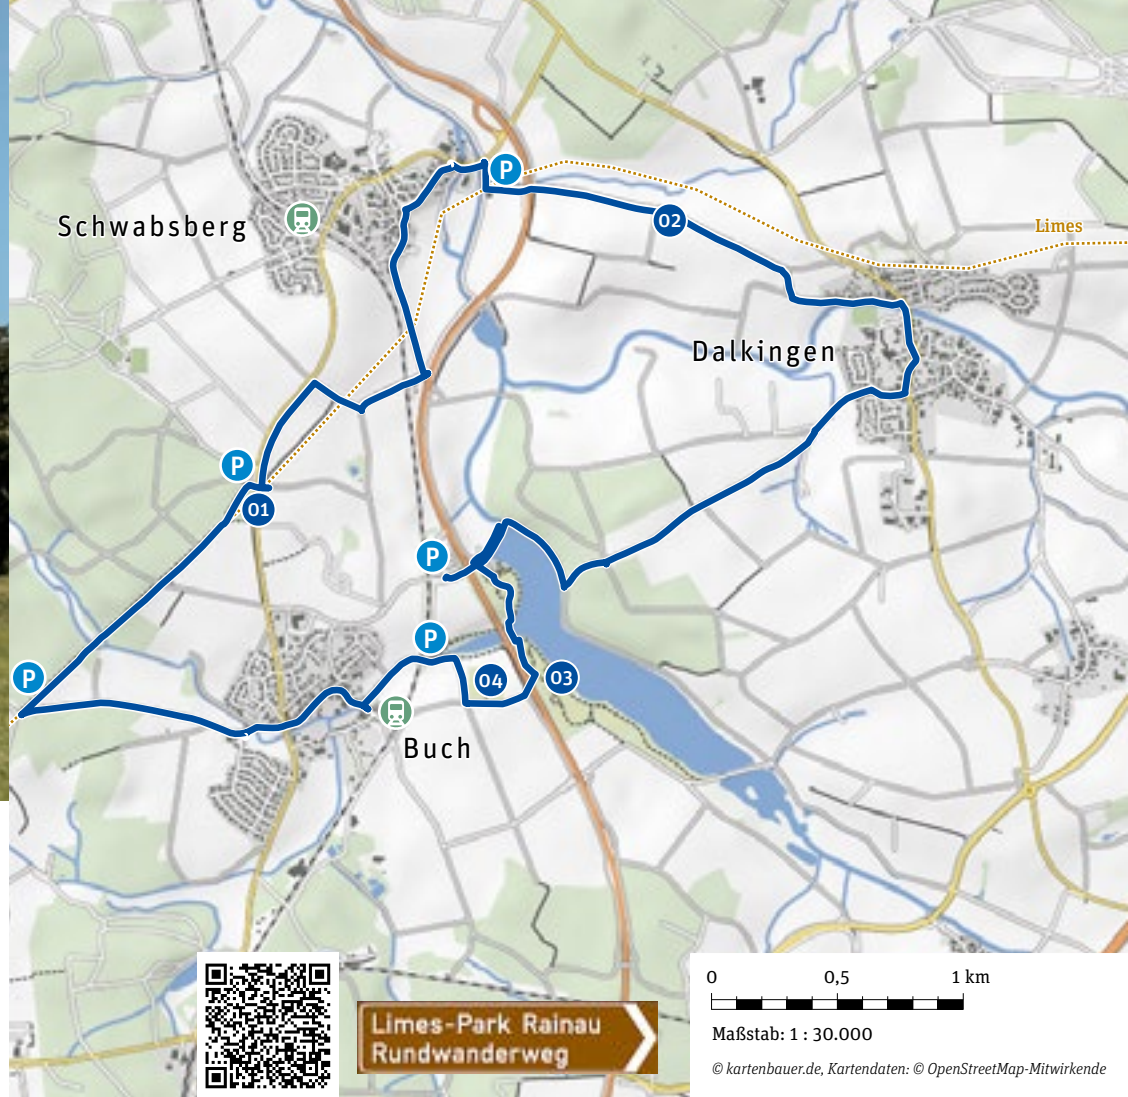 P
Schwabsberg
02
Limes
Dalkingen
P
01
P
P
P
04
03
Buch
0 0,5 1 km
Maßstab: 1 : 30.000
Limes-Park Rainau
Rundwanderweg
© kartenbauer.de, Kartendaten: © OpenStreetMap-Mitwirkende